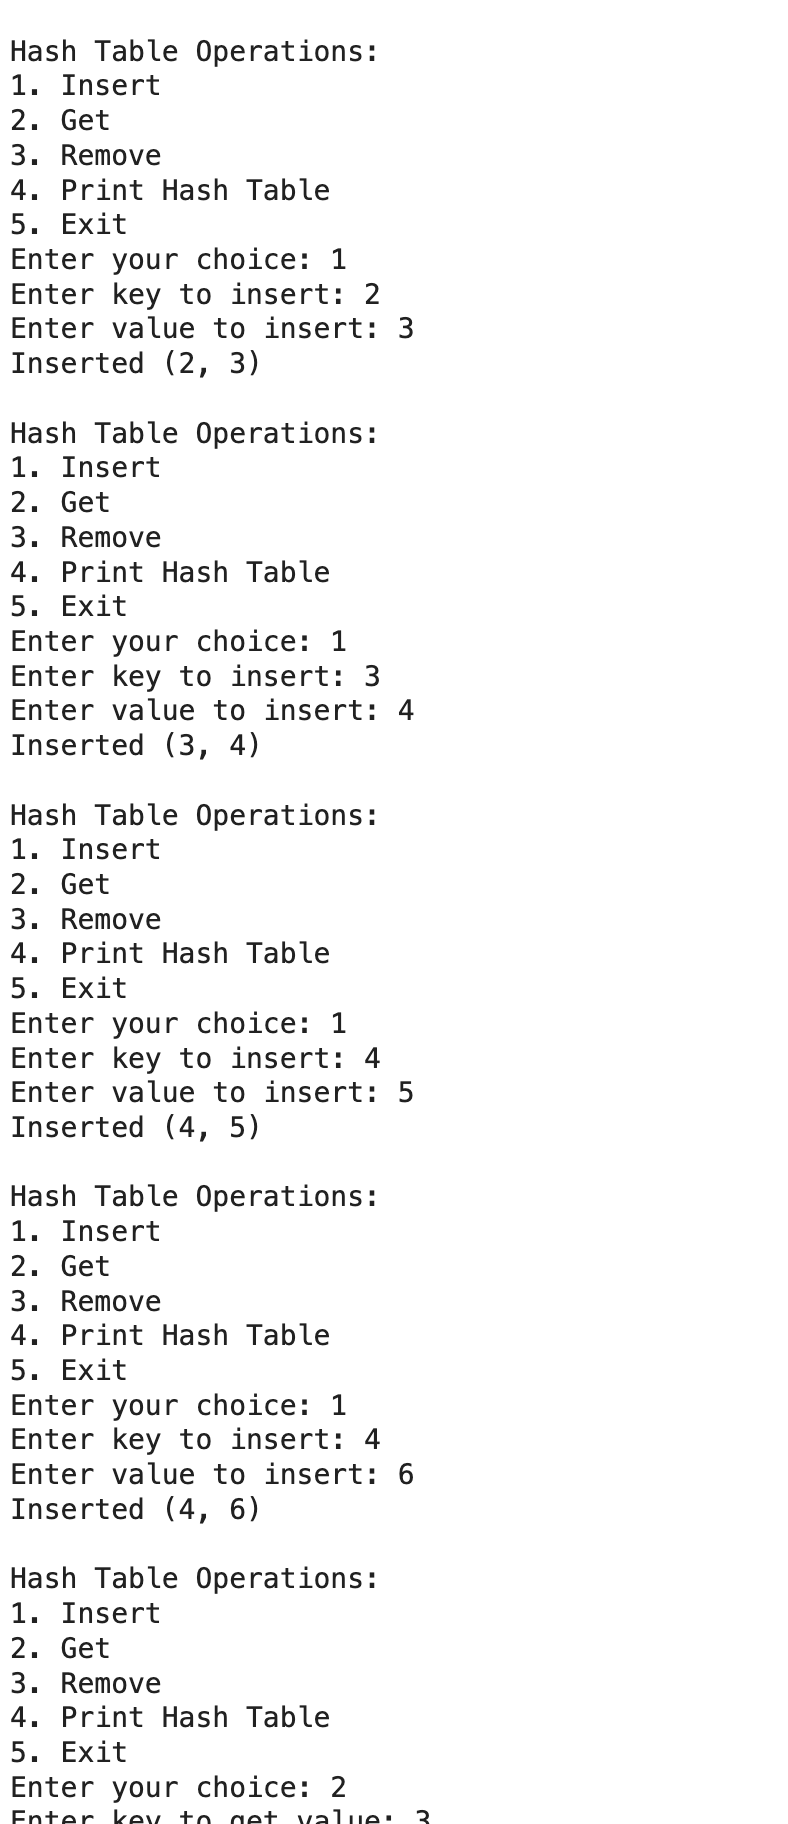 Hash Table Operations:
1. Insert
2. Get
3. Remove
4. Print Hash Table
5. Exit
Enter your choice: 1
Enter key to insert: 2
Enter value to insert: 3
Inserted (2, 3)
Hash Table Operations:
1. Insert
2. Get
3. Remove
4. Print Hash Table
5. Exit
Enter your choice: 1
Enter key to insert: 3
Enter value to insert: 4
Inserted (3, 4)
Hash Table Operations:
1. Insert
2. Get
3. Remove
4. Print Hash Table
5. Exit
Enter your choice: 1
Enter key to insert: 4
Enter value to insert: 5
Inserted (4, 5)
Hash Table Operations:
1. Insert
2. Get
3. Remove
4. Print Hash Table
5. Exit
Enter your choice: 1
Enter key to insert: 4
Enter value to insert: 6
Inserted (4, 6)
Hash Table Operations:
1. Insert
2. Get
3. Remove
4. Print Hash Table
5. Exit
Enter your choice: 2
Enter key to get value: 3